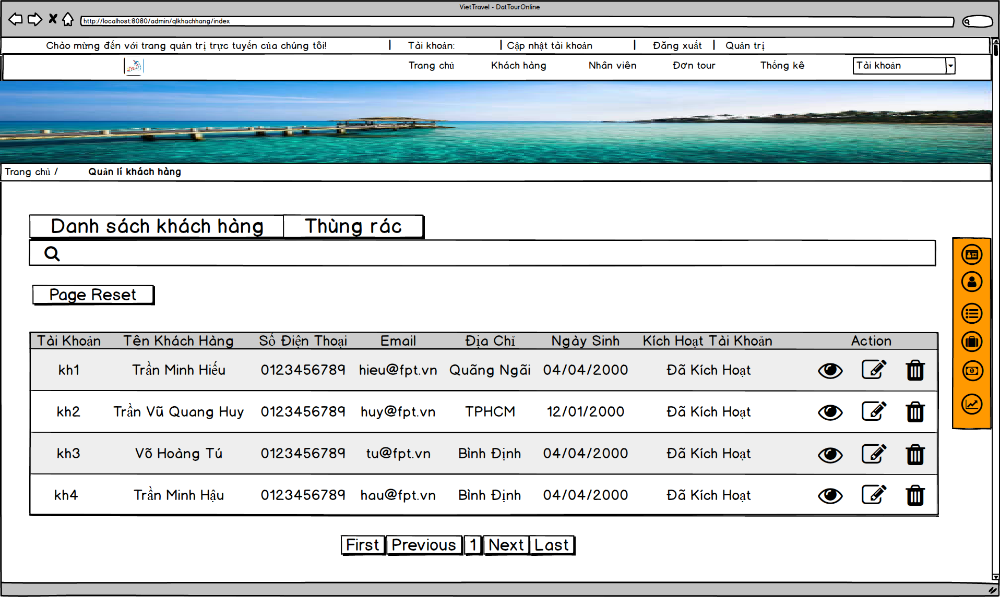 VietTravel - DatTourOnline
http://localhost:8080/admin/qlkhachhang/index
Chào mừng đến với trang quản trị trực tuyến của chúng tôi! | Tài khoản: | Cập nhật tài khoản | Đăng xuất | Quản trị
Trang chủ Khách hàng Nhân viên Đơn tour Thống kê Tài khoản
Trang chủ / Quản lí khách hàng
Danh sách khách hàng Thùng rác
Page Reset
Tài Khoản Tên Khách Hàng Số Điện Thoại Email Địa Chỉ Ngày Sinh Kích Hoạt Tài Khoản Action
kh1 Trần Minh Hiếu 0123456789 hieu@fpt.vn Quãng Ngãi 04/04/2000 Đã Kích Hoạt
kh2 Trần Vũ Quang Huy 0123456789 huy@fpt.vn TPHCM 12/01/2000 Đã Kích Hoạt
kh3 Võ Hoàng Tú 0123456789 tu@fpt.vn Bình Định 04/04/2000 Đã Kích Hoạt
kh4 Trần Minh Hậu 0123456789 hau@fpt.vn Bình Định 04/04/2000 Đã Kích Hoạt
First Previous 1 Next Last